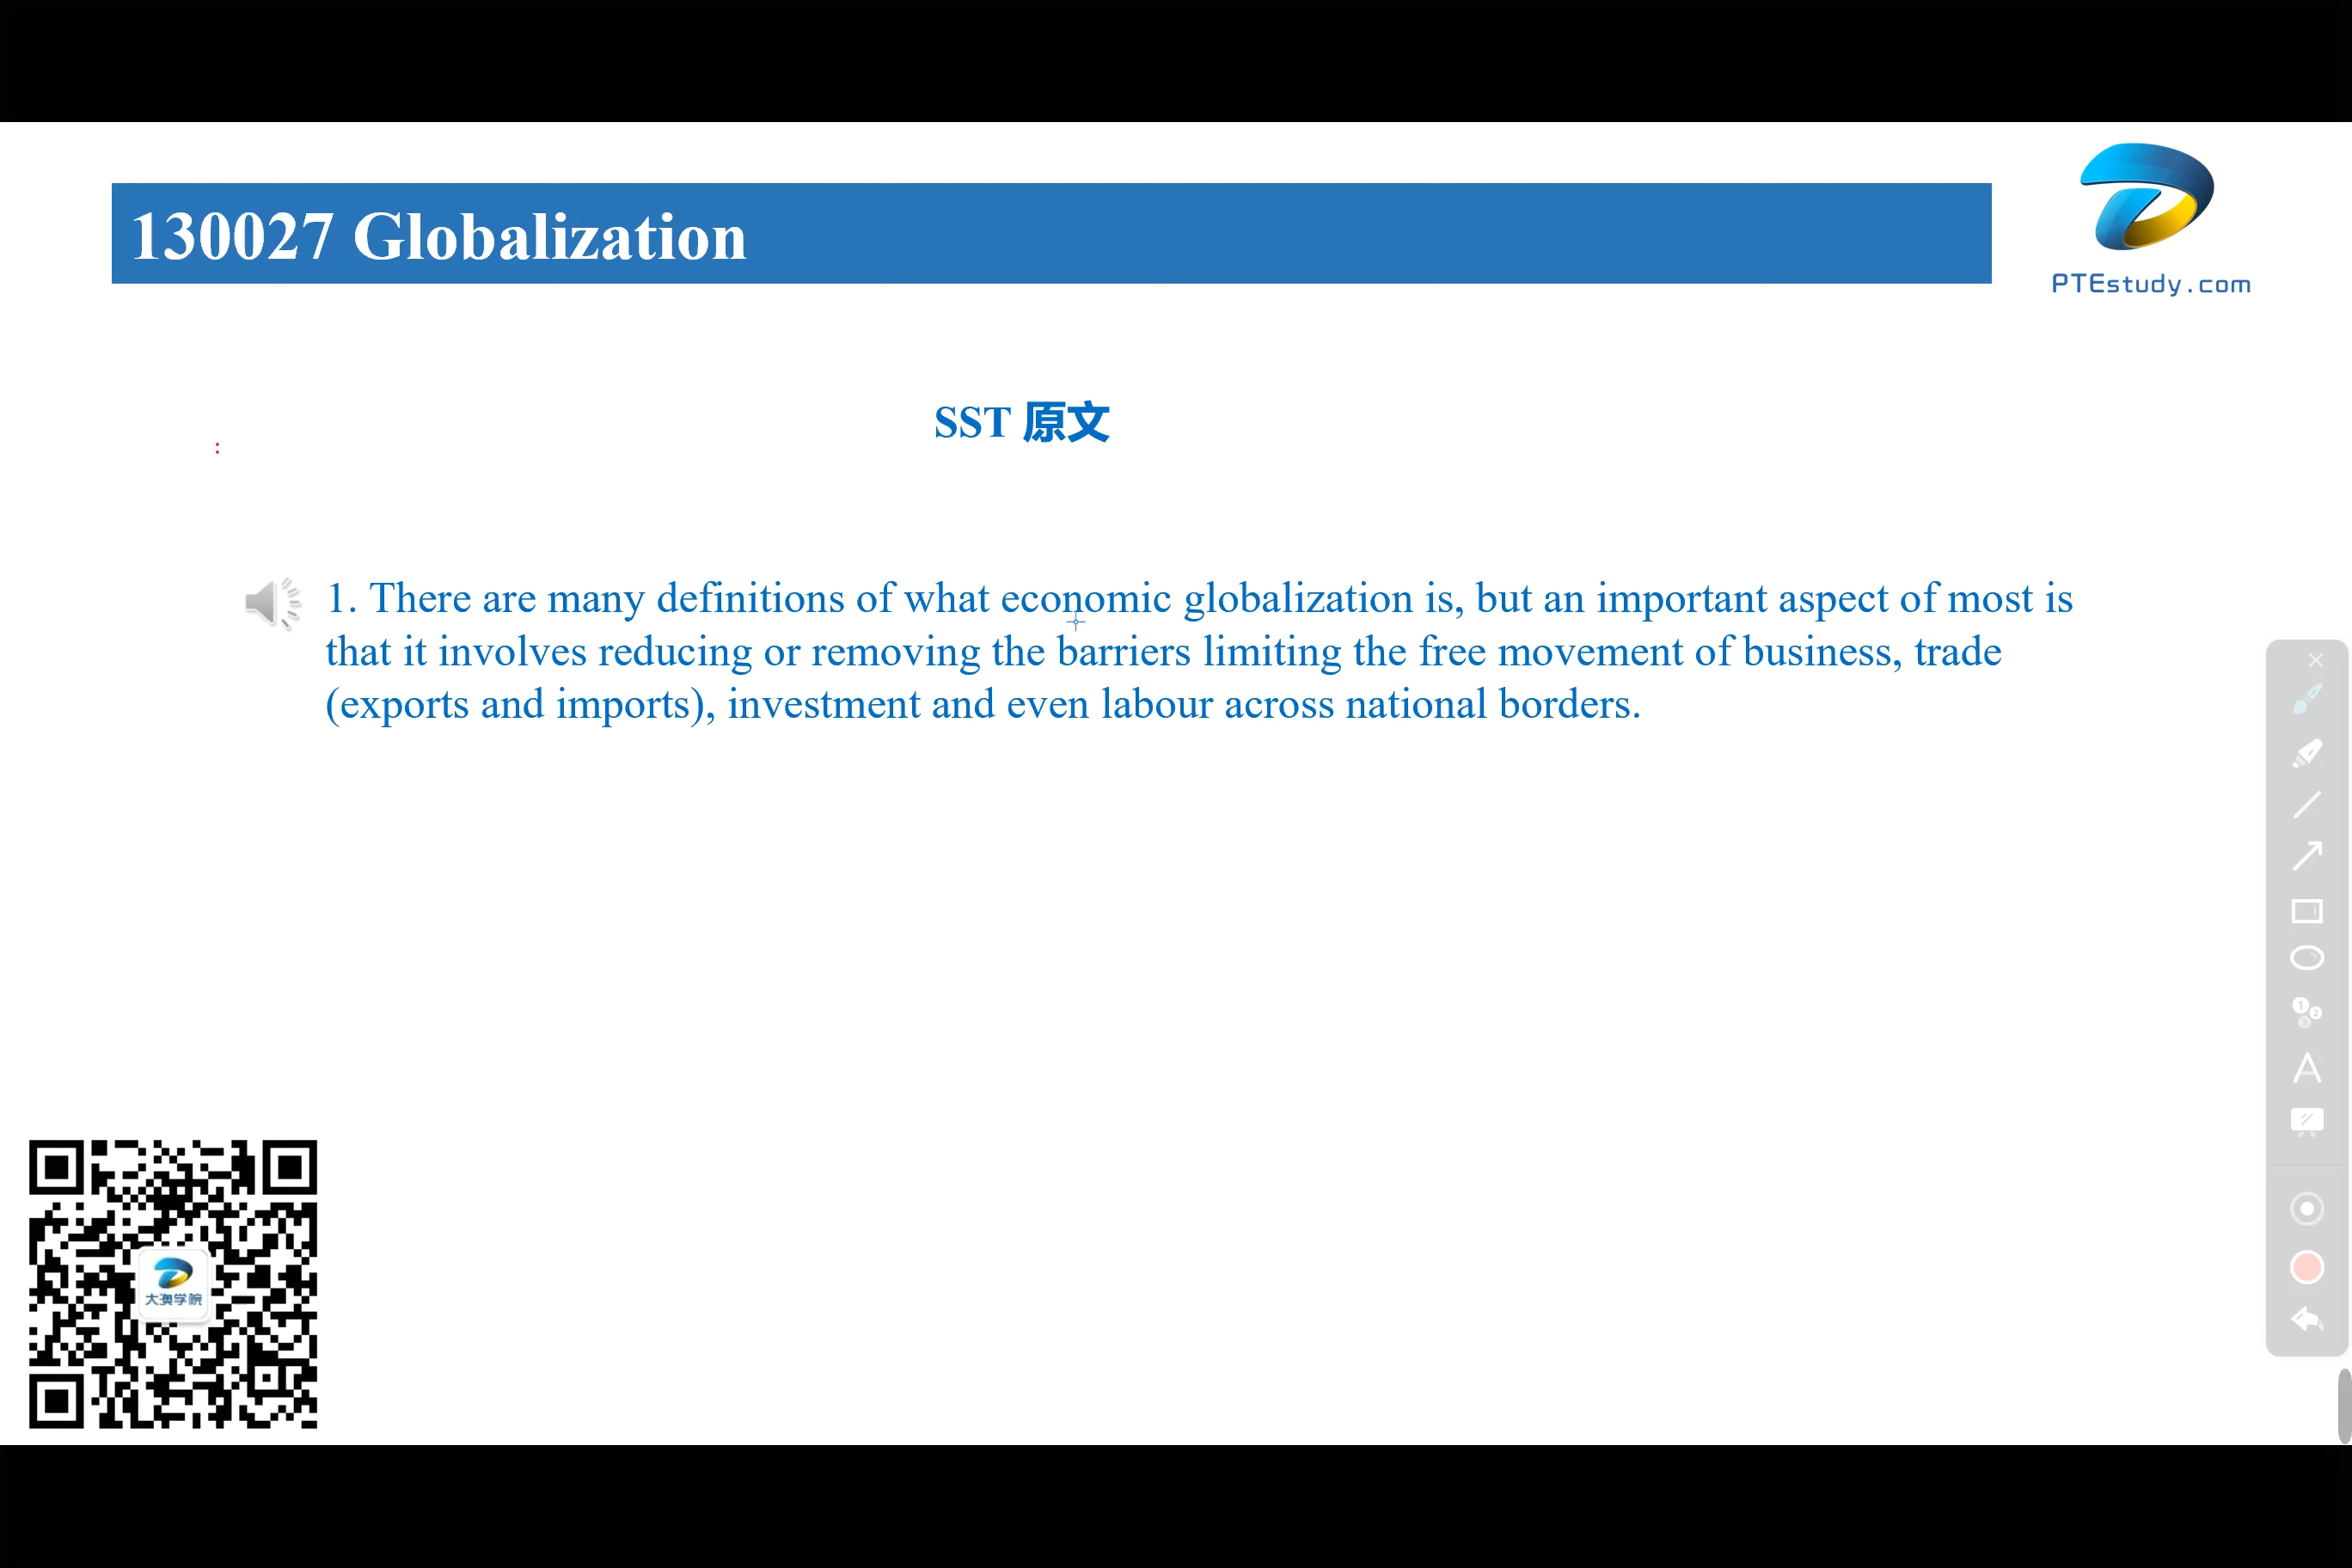 130027 Globalization
PTEstudy.com
SST 原文
:
1. There are many definitions of what economic globalization is, but an important aspect of most is
that it involves reducing or removing the barriers limiting the free movement of business, trade
(exports and imports), investment and even labour across national borders.
大澳学院